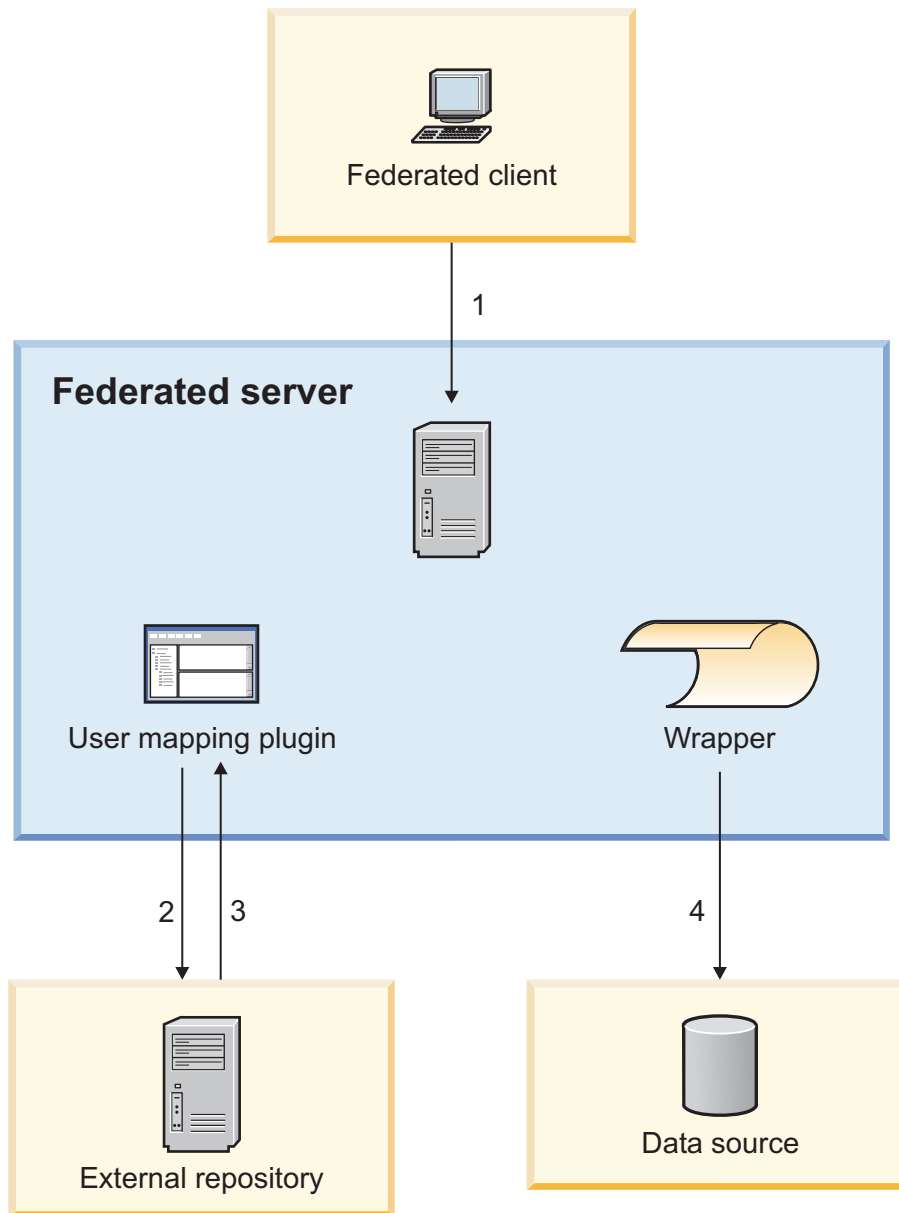 Federated client
1
Federated server
User mapping plugin
Wrapper
2
3
4
External repository
Data source